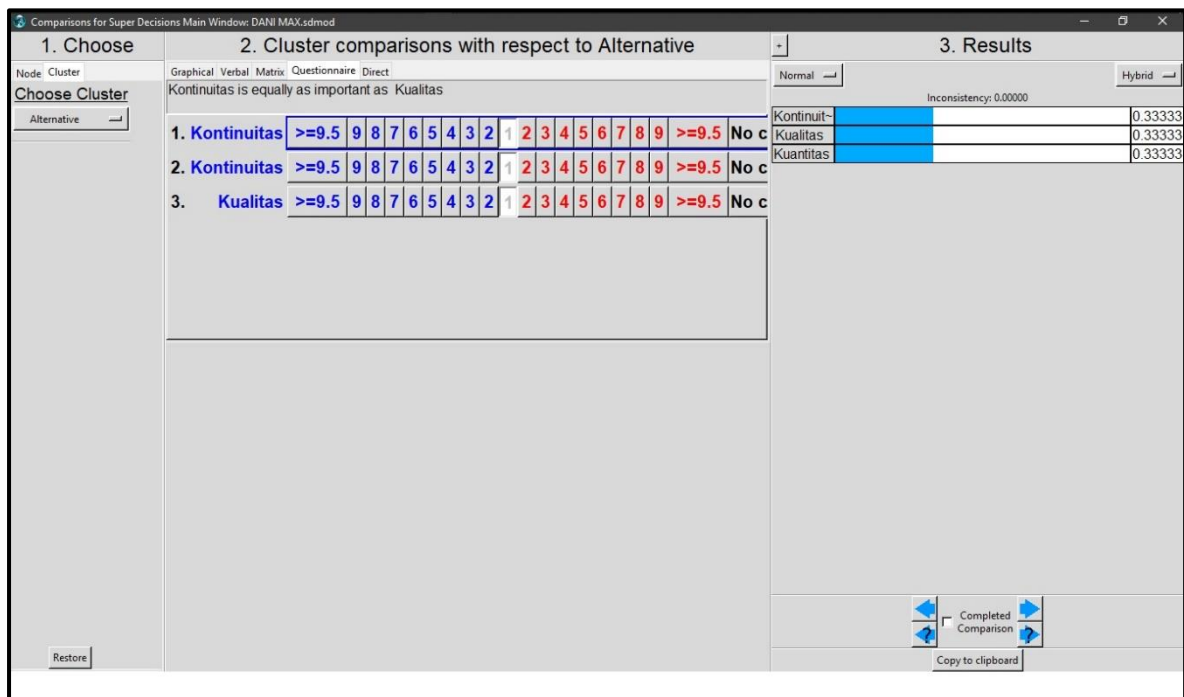 Comparisons for Super Decisions Main Window: DANI MAX.sdmod
1. Choose
Node Cluster
Choose Cluster
Alternative
Restore
2. Cluster comparisons with respect to Alternative
Graphical Verbal Matrix Questionnaire Direct
Kontinuitas is equally as important as Kualitas
1. Kontinuitas >=9.5 9 8 7 6 5 4 3 2 1 2 3 4 5 6 7 8 9 >=9.5 No c
2. Kontinuitas >=9.5 9 8 7 6 5 4 3 2 1 2 3 4 5 6 7 8 9 >=9.5 No c
3. Kualitas >=9.5 9 8 7 6 5 4 3 2 1 2 3 4 5 6 7 8 9 >=9.5 No c
+ 3. Results
Normal Hybrid
Inconsistency: 0.00000
Kontinuit~ 0.33333
Kualitas 0.33333
Kuantitas 0.33333
Completed
Comparison
? ?
Copy to clipboard